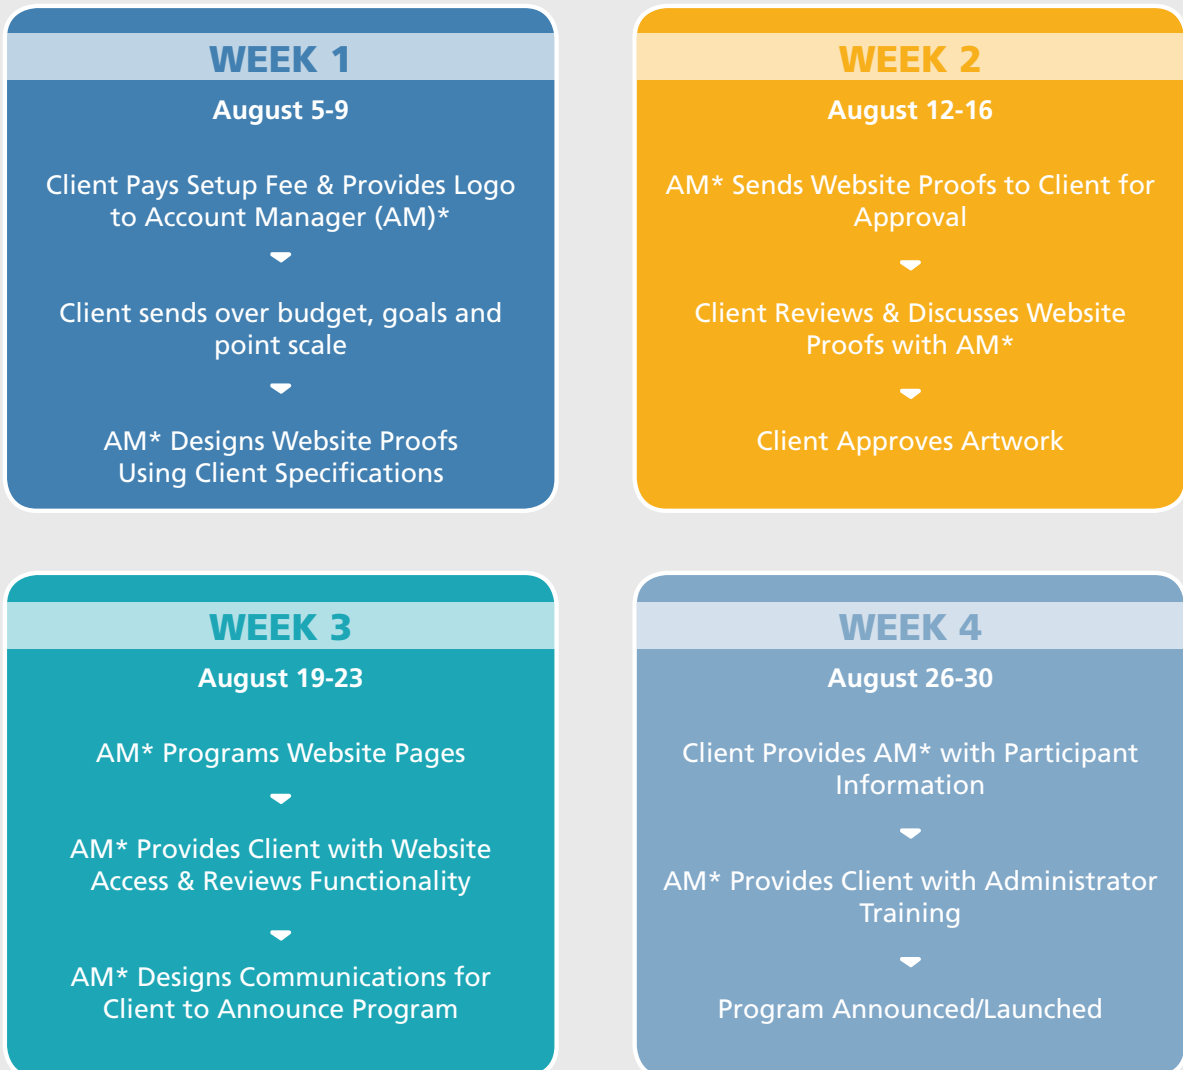 WEEK 1
August 5-9
Client Pays Setup Fee & Provides Logo
to Account Manager (AM)*
Client sends over budget, goals and
point scale
AM* Designs Website Proofs
Using Client Specifications
WEEK 2
August 12-16
AM* Sends Website Proofs to Client for
Approval
Client Reviews & Discusses Website
Proofs with AM*
Client Approves Artwork
WEEK 3
August 19-23
AM* Programs Website Pages
AM* Provides Client with Website
Access & Reviews Functionality
AM* Designs Communications for
Client to Announce Program
WEEK 4
August 26-30
Client Provides AM* with Participant
Information
AM* Provides Client with Administrator
Training
Program Announced/Launched